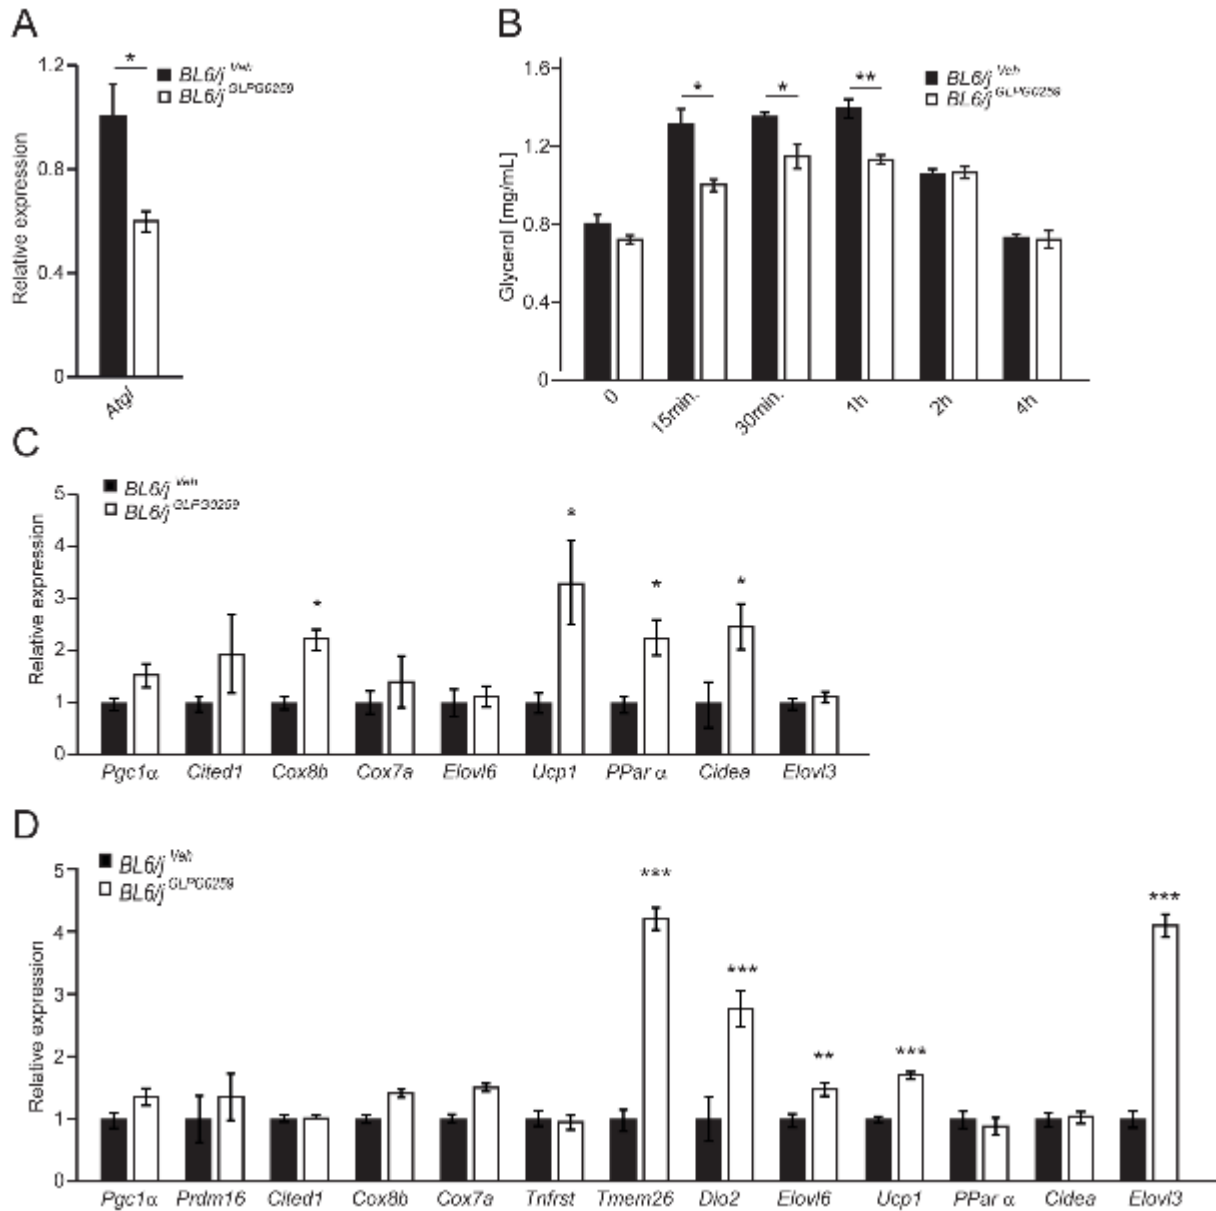 A
B
1.2
0.8
0.4
0
Relative expression
*
BL6/j Veh
BL6/j GLPG0259
Atgl
1.6
1.2
0.8
0.4
0
Glycerol [mg/mL]
* * **
BL6/j Veh
BL6/j GLPG0259
0 15min. 30min. 1h 2h 4h
C
5
4
3
2
1
0
Relative expression
BL6/j Veh
BL6/j GLPG0259
* * * *
Pgc1α Cited1 Cox8b Cox7a Elovl6 Ucp1 PPar α Cidea Elovl3
D
5
4
3
2
1
0
Relative expression
BL6/j Veh
BL6/j GLPG0259
*** *** ** *** ***
Pgc1α Prdm16 Cited1 Cox8b Cox7a Tnfrst Tmem26 Dio2 Elovl6 Ucp1 PPar α Cidea Elovl3